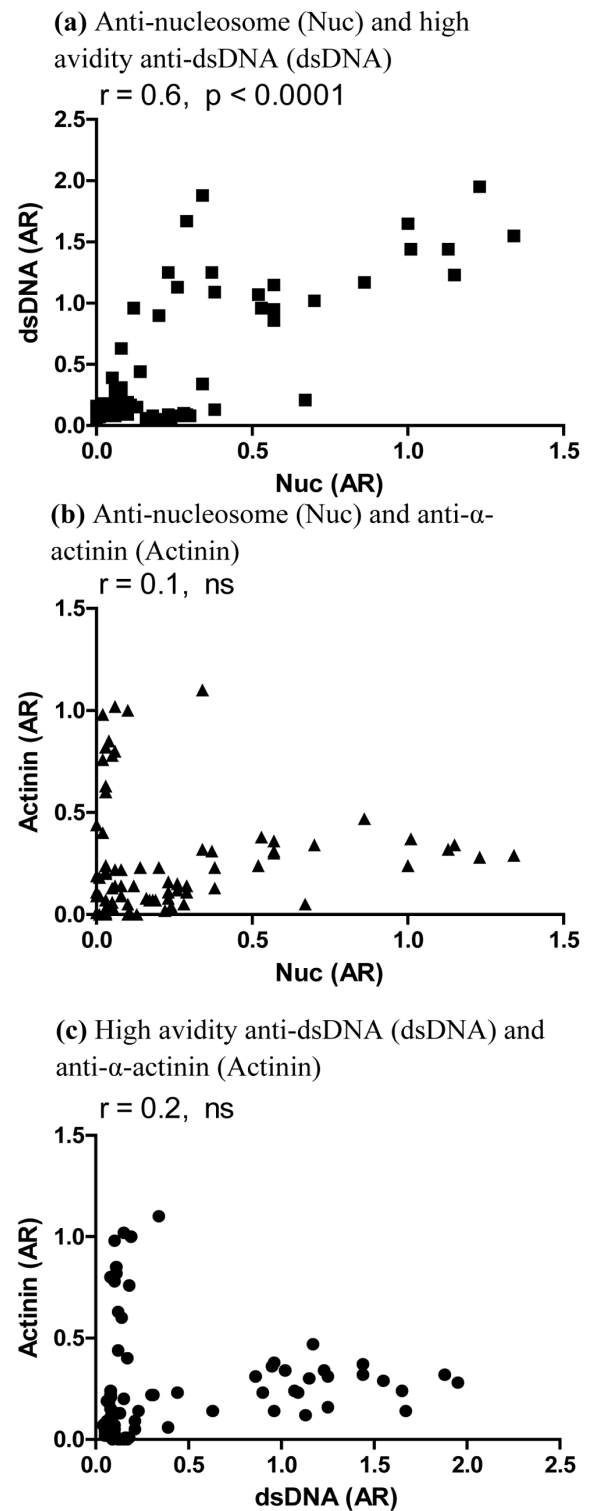 (a) Anti-nucleosome (Nuc) and high
avidity anti-dsDNA (dsDNA)
r = 0.6, p < 0.0001
2.5
2.0
1.5
1.0
0.5
0.0
dsDNA (AR)
0.0 0.5 1.0 1.5
Nuc (AR)
(b) Anti-nucleosome (Nuc) and anti-α-
actinin (Actinin)
r = 0.1, ns
1.5
1.0
0.5
0.0
Actinin (AR)
0.0 0.5 1.0 1.5
Nuc (AR)
(c) High avidity anti-dsDNA (dsDNA) and
anti-α-actinin (Actinin)
r = 0.2, ns
1.5
1.0
0.5
0.0
Actinin (AR)
0.0 0.5 1.0 1.5 2.0 2.5
dsDNA (AR)